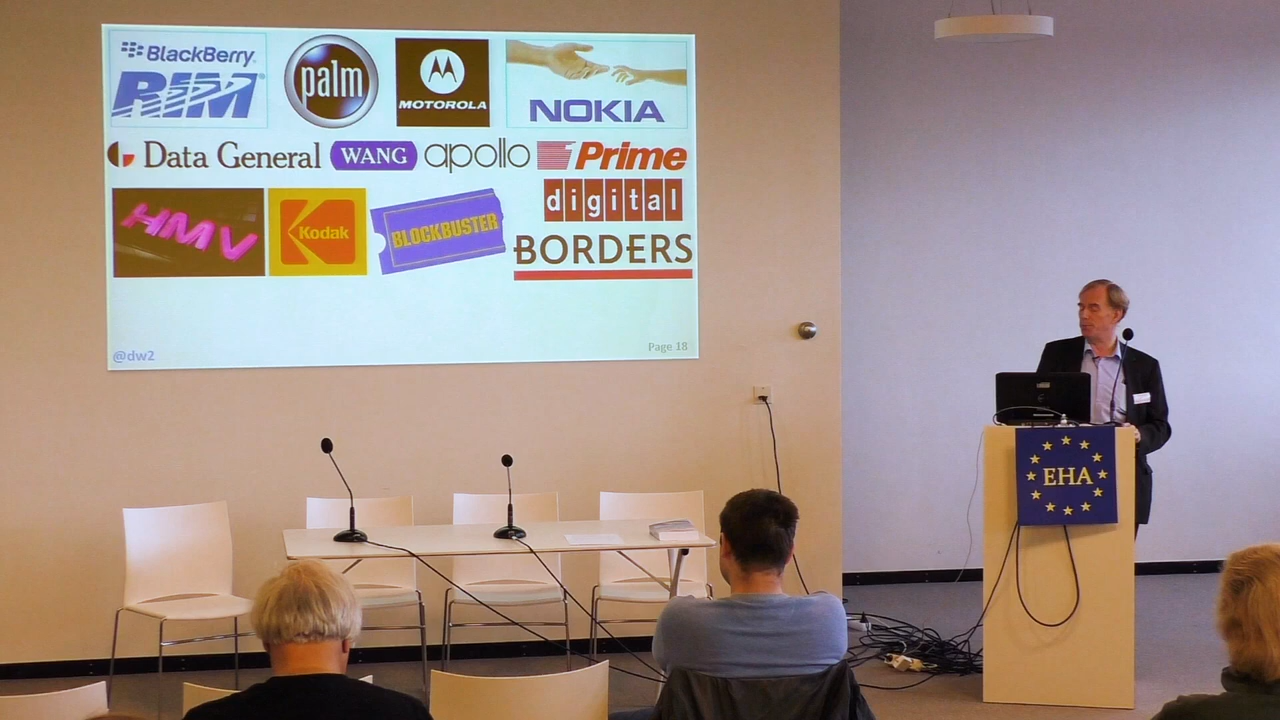 BlackBerry
RIM
palm
MOTOROLA
NOKIA
Data General
WANG
apollo
Prime
digital
HMV
Kodak
BLOCKBUSTER
BORDERS
@dw2
Page 18
EHA